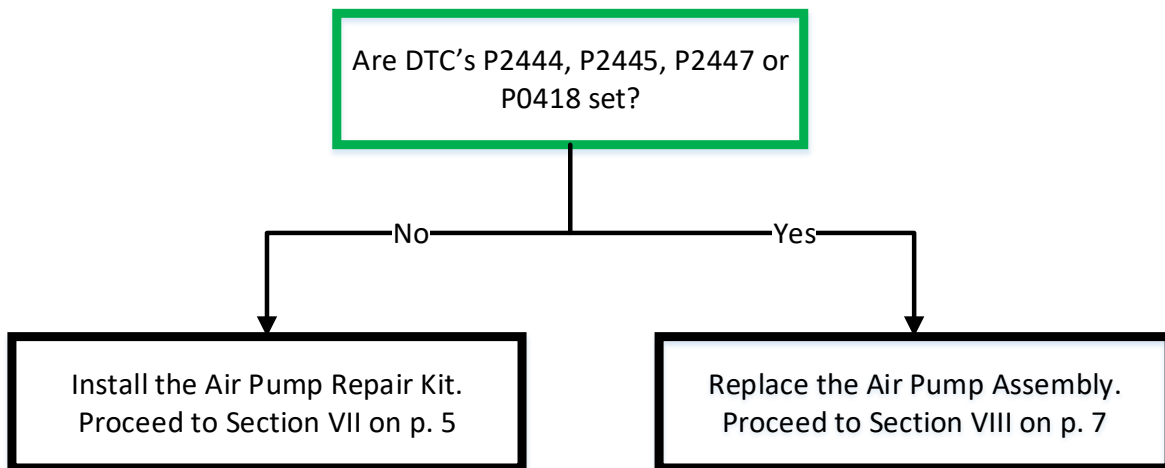 Are DTC’s P2444, P2445, P2447 or
P0418 set?
No
Yes
Install the Air Pump Repair Kit.
Proceed to Section VII on p. 5
Replace the Air Pump Assembly.
Proceed to Section VIII on p. 7